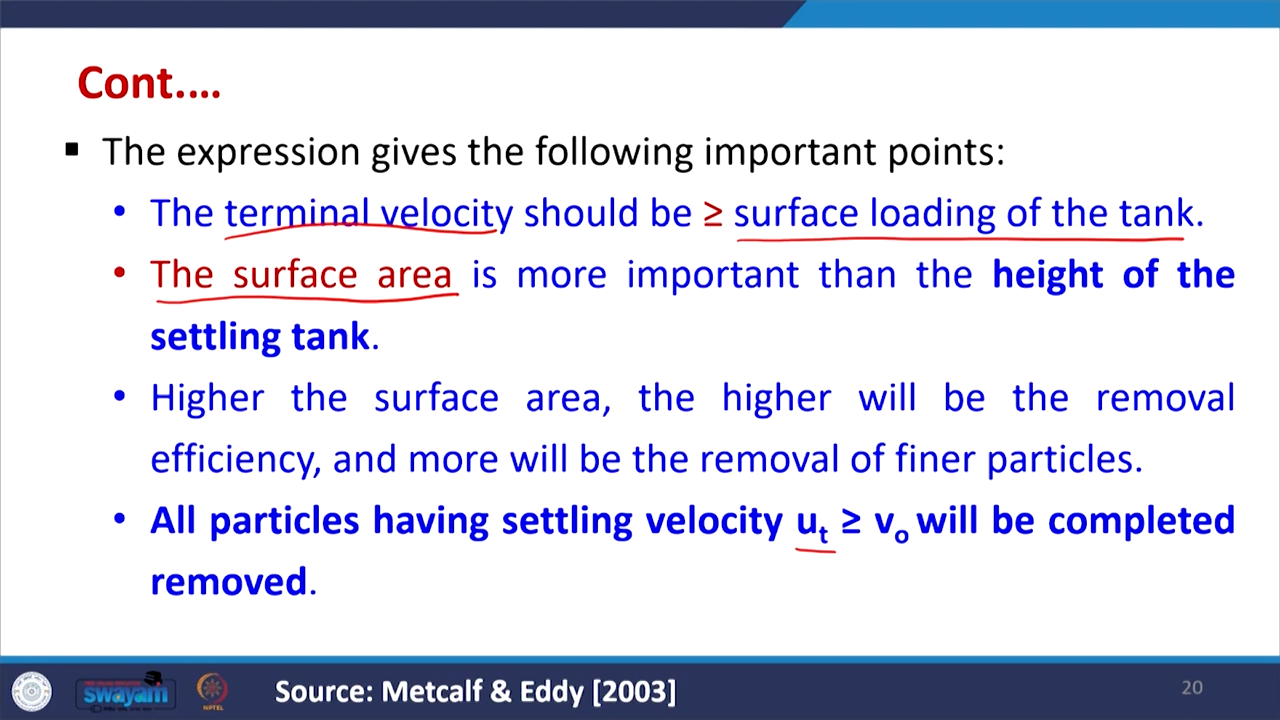 Cont....
▪ The expression gives the following important points:
• The terminal velocity should be ≥ surface loading of the tank.
• The surface area is more important than the height of the
settling tank.
• Higher the surface area, the higher will be the removal
efficiency, and more will be the removal of finer particles.
• All particles having settling velocity uₜ ≥ vₒ will be completed
removed.
swayam
NPTEL
Source: Metcalf & Eddy [2003]
20